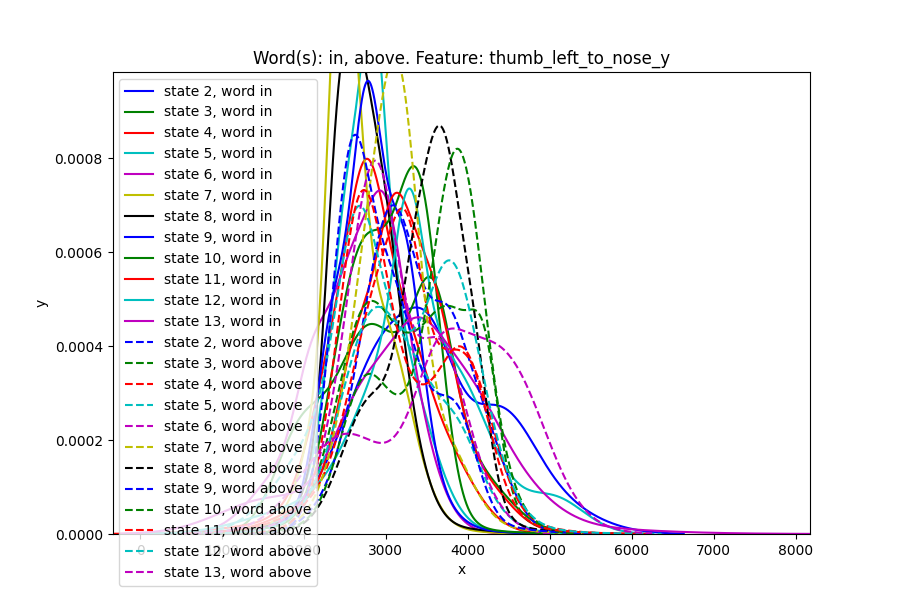 Word(s): in, above. Feature: thumb_left_to_nose_y
y
0.0008
0.0006
0.0004
0.0002
0.0000
state 2, word in
state 3, word in
state 4, word in
state 5, word in
state 6, word in
state 7, word in
state 8, word in
state 9, word in
state 10, word in
state 11, word in
state 12, word in
state 13, word in
state 2, word above
state 3, word above
state 4, word above
state 5, word above
state 6, word above
state 7, word above
state 8, word above
state 9, word above
state 10, word above
state 11, word above
state 12, word above
state 13, word above
0 3000 4000 5000 6000 7000 8000
x